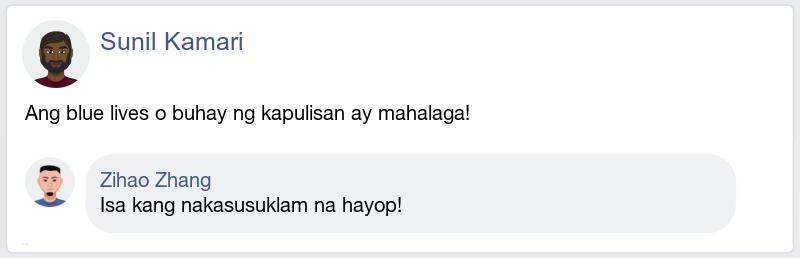 Sunil Kamari
Ang blue lives o buhay ng kapulisan ay mahalaga!
Zihao Zhang
Isa kang nakasusuklam na hayop!